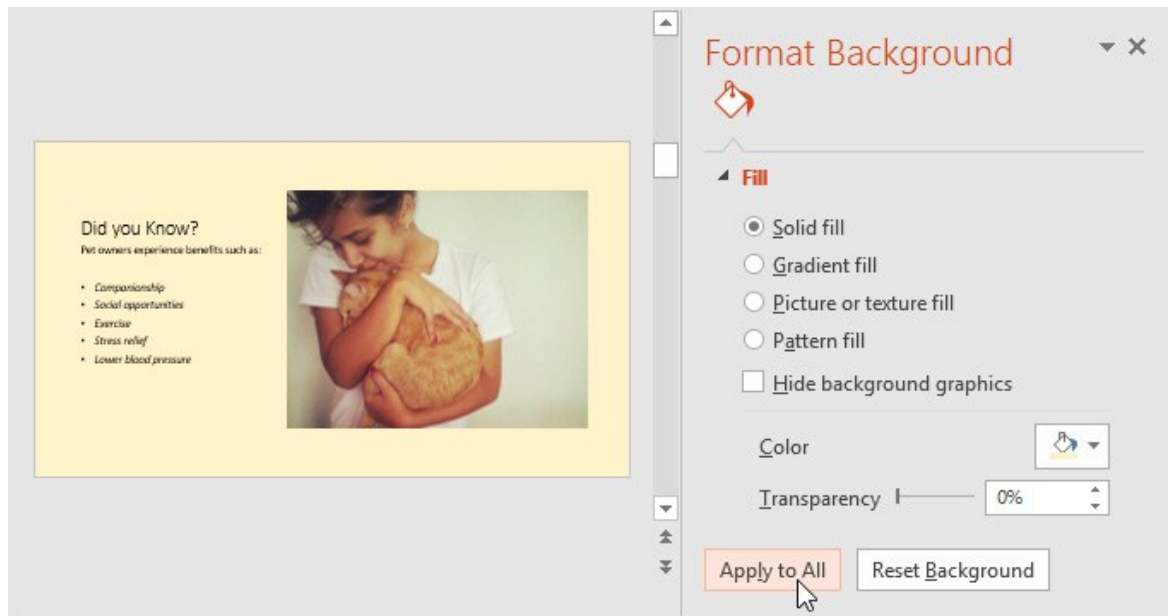 Did you Know?
Pet owners experience benefits such as:
• Companionship
• Social opportunities
• Exercise
• Stress relief
• Lower blood pressure
Format Background
Fill
Solid fill
Gradient fill
Picture or texture fill
Pattern fill
Hide background graphics
Color
Transparency 0%
Apply to All Reset Background